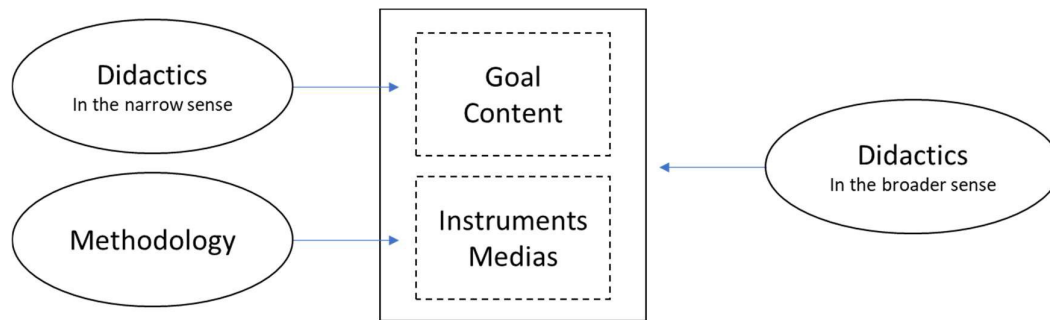 Didactics
In the narrow sense
Goal
Content
Didactics
In the broader sense
Methodology
Instruments
Medias